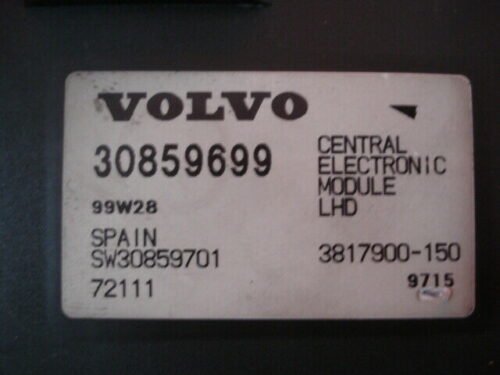 VOLVO
30859699
CENTRAL
ELECTRONIC
MODULE
LHD
99W28
SPAIN
SW30859701
3817900-150
72111
9715